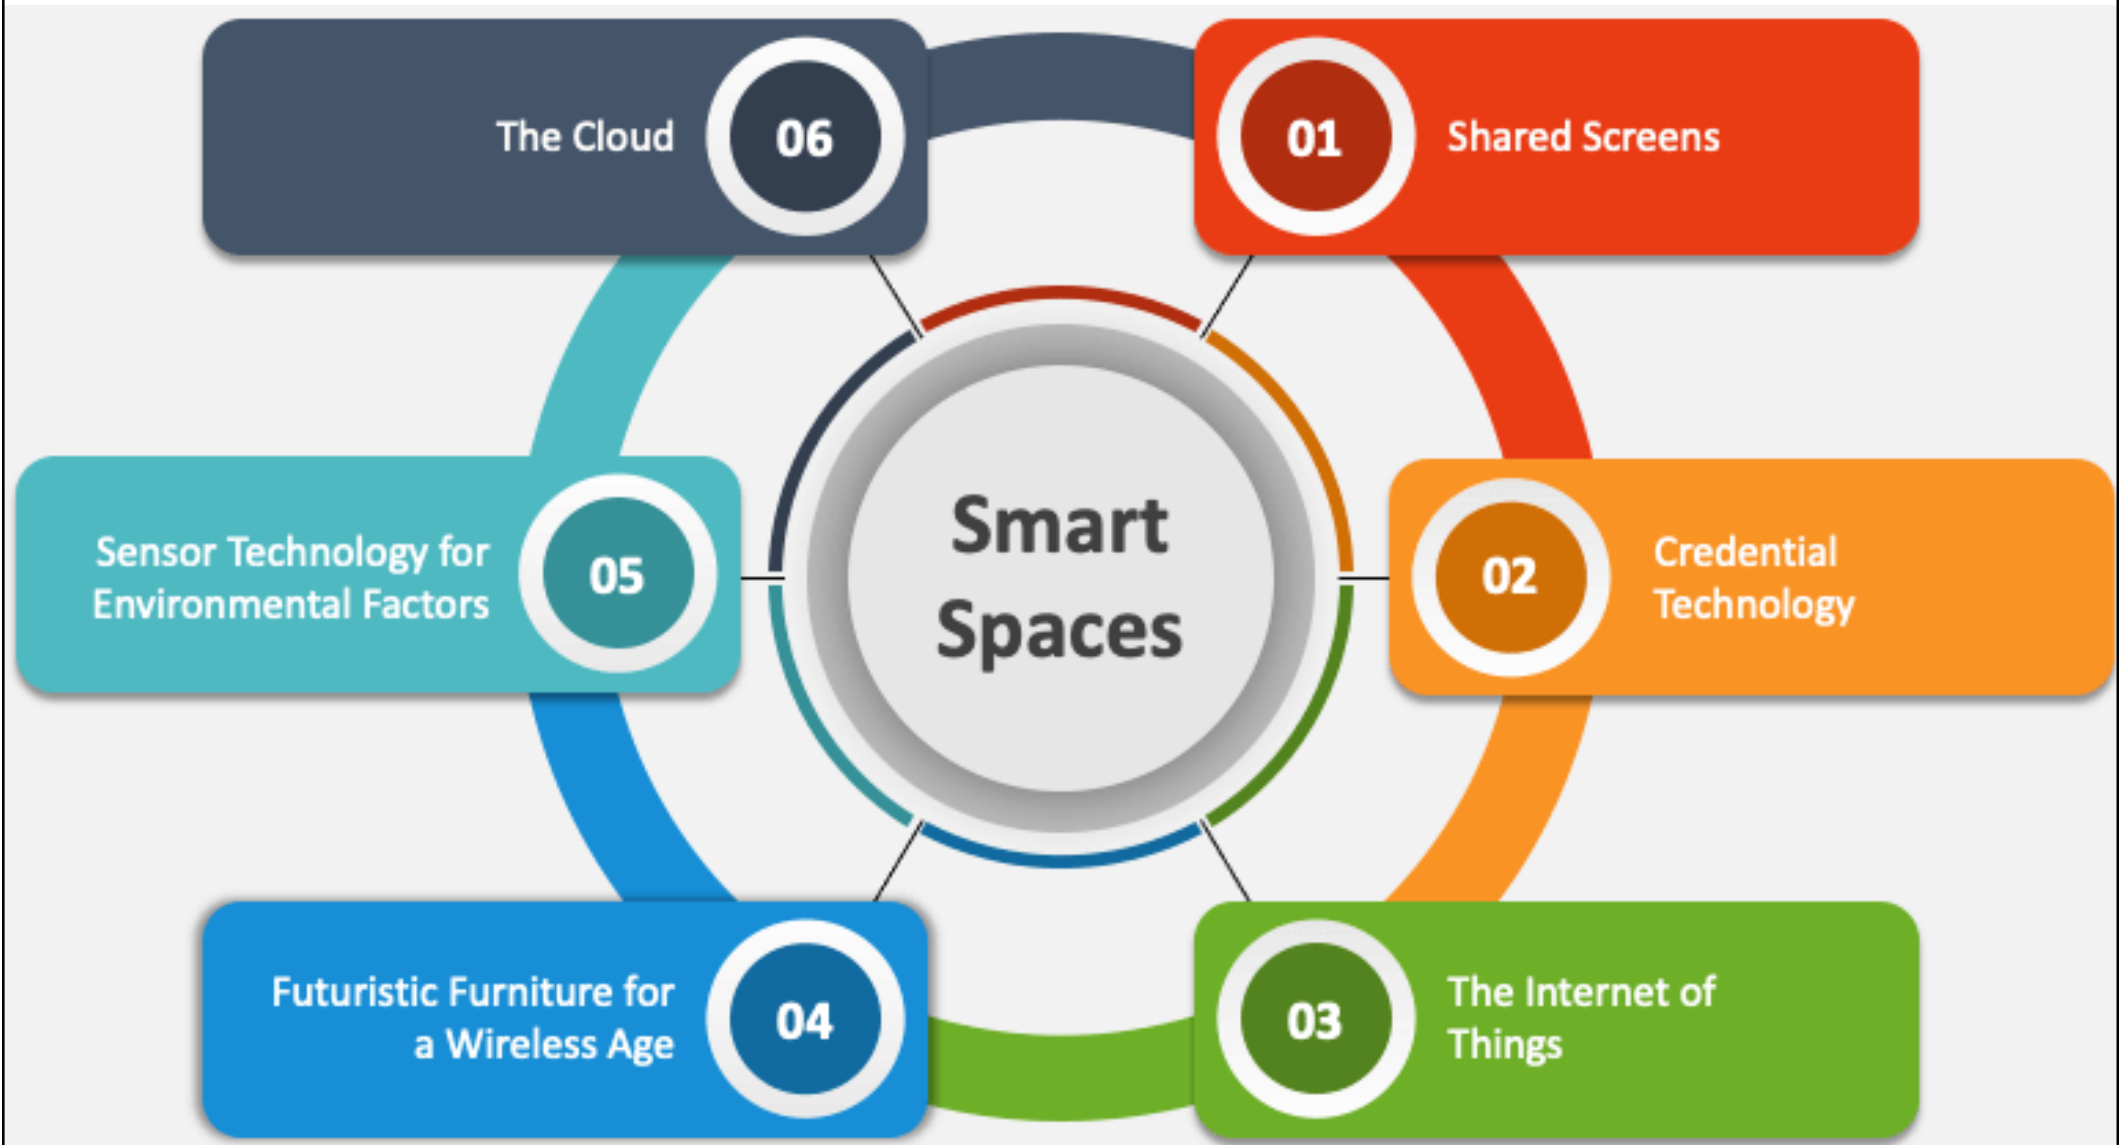 Smart
Spaces
01
Shared Screens
02
Credential
Technology
03
The Internet of
Things
04
Futuristic Furniture for
a Wireless Age
05
Sensor Technology for
Environmental Factors
06
The Cloud